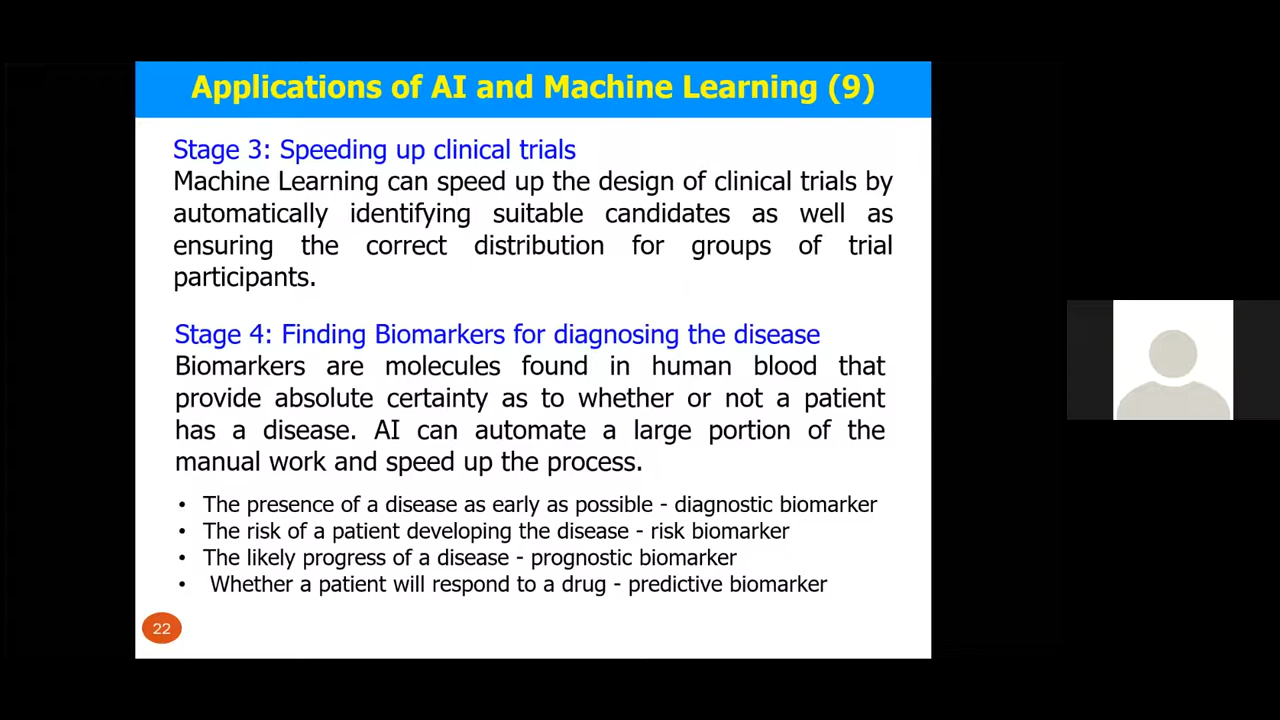 Applications of AI and Machine Learning (9)
Stage 3: Speeding up clinical trials
Machine Learning can speed up the design of clinical trials by
automatically identifying suitable candidates as well as
ensuring the correct distribution for groups of trial
participants.
Stage 4: Finding Biomarkers for diagnosing the disease
Biomarkers are molecules found in human blood that
provide absolute certainty as to whether or not a patient
has a disease. AI can automate a large portion of the
manual work and speed up the process.
• The presence of a disease as early as possible - diagnostic biomarker
• The risk of a patient developing the disease - risk biomarker
• The likely progress of a disease - prognostic biomarker
• Whether a patient will respond to a drug - predictive biomarker
22